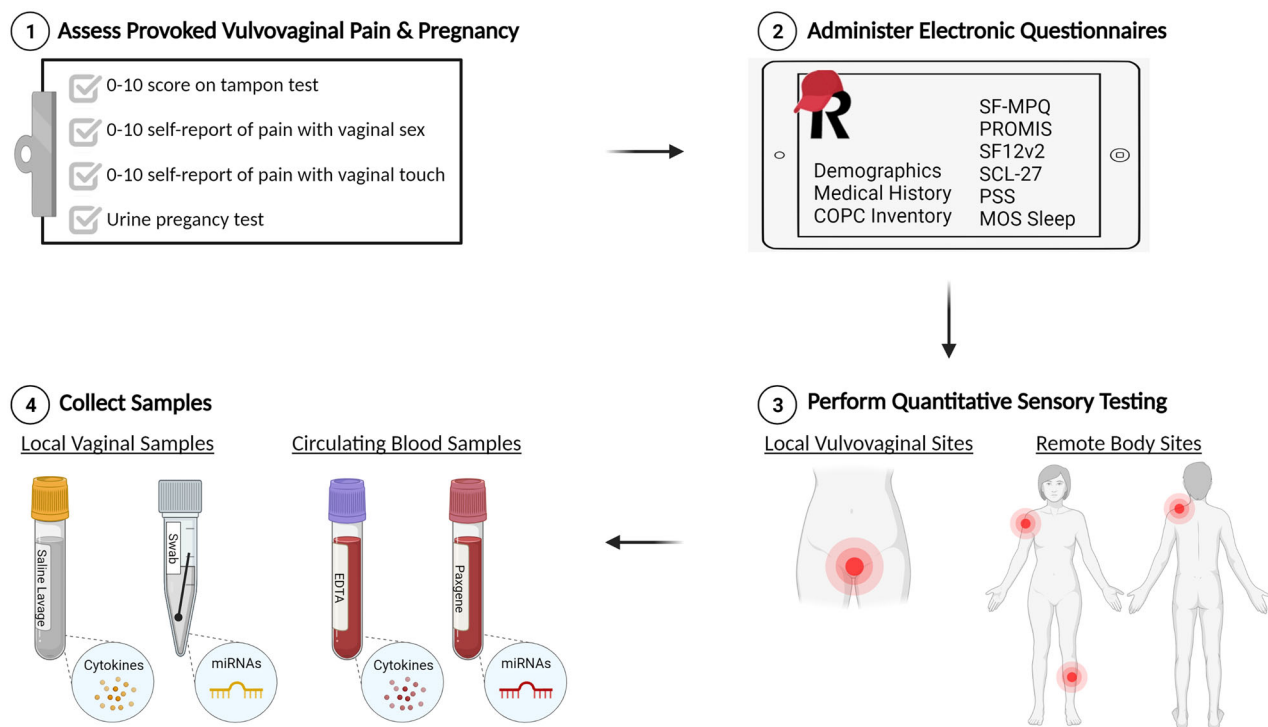 1 Assess Provoked Vulvovaginal Pain & Pregnancy
0-10 score on tampon test
0-10 self-report of pain with vaginal sex
0-10 self-report of pain with vaginal touch
Urine pregancy test
2 Administer Electronic Questionnaires
R
Demographics
Medical History
COPC Inventory
SF-MPQ
PROMIS
SF12v2
SCL-27
PSS
MOS Sleep
3 Perform Quantitative Sensory Testing
Local Vulvovaginal Sites
Remote Body Sites
4 Collect Samples
Local Vaginal Samples
Circulating Blood Samples
Saline Lavage
Swab
EDTA
Paxgene
Cytokines
miRNAs
Cytokines
miRNAs